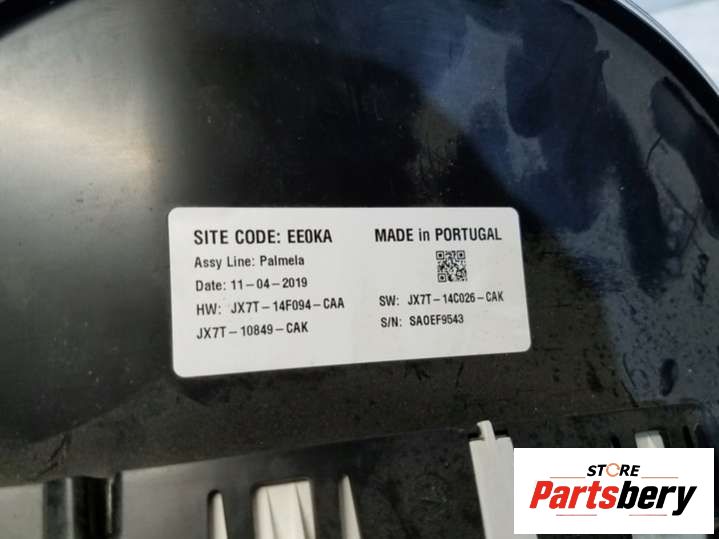 SITE CODE: EE0KA MADE in PORTUGAL
Assy Line: Palmela
Date: 11-04-2019
HW: JX7T-14F094-CAA SW: JX7T-14C026-CAK
JX7T-10849-CAK S/N: SA0EF9543
STORE
Partsbery